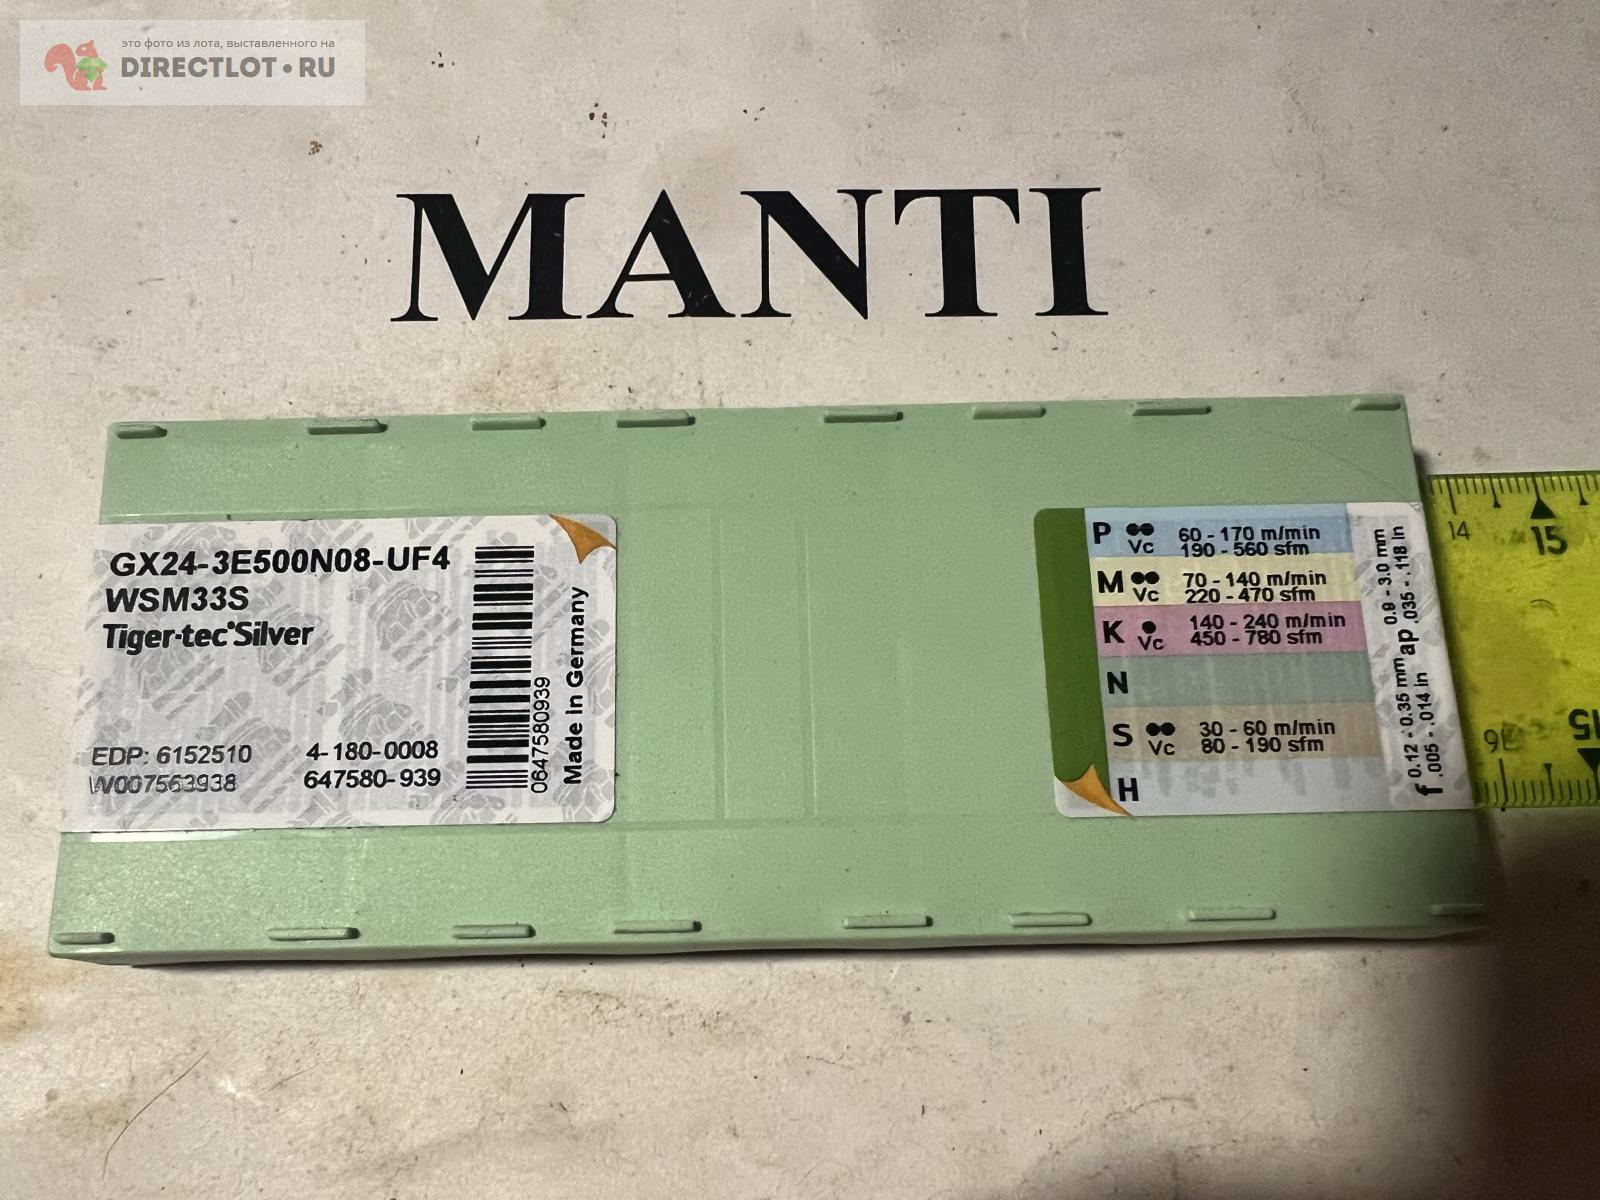 это фото из лота, выставленного на
DIRECTLOT•RU
MANTI
GX24-3E500N08-UF4
WSM33S
Tiger·tec®Silver
EDP: 6152510
W007563938
4-180-0008
647580-939
0647580939
Made in Germany
P Vc 60 - 170 m/min
190 - 560 sfm
M Vc 70 - 140 m/min
220 - 470 sfm
K Vc 140 - 240 m/min
450 - 780 sfm
N
S Vc 30 - 60 m/min
80 - 190 sfm
H
f 0.12 - 0.35 mm
.005 - .014 in
ap 0.9 - 3.0 mm
.035 - .118 in
14
15
16
15